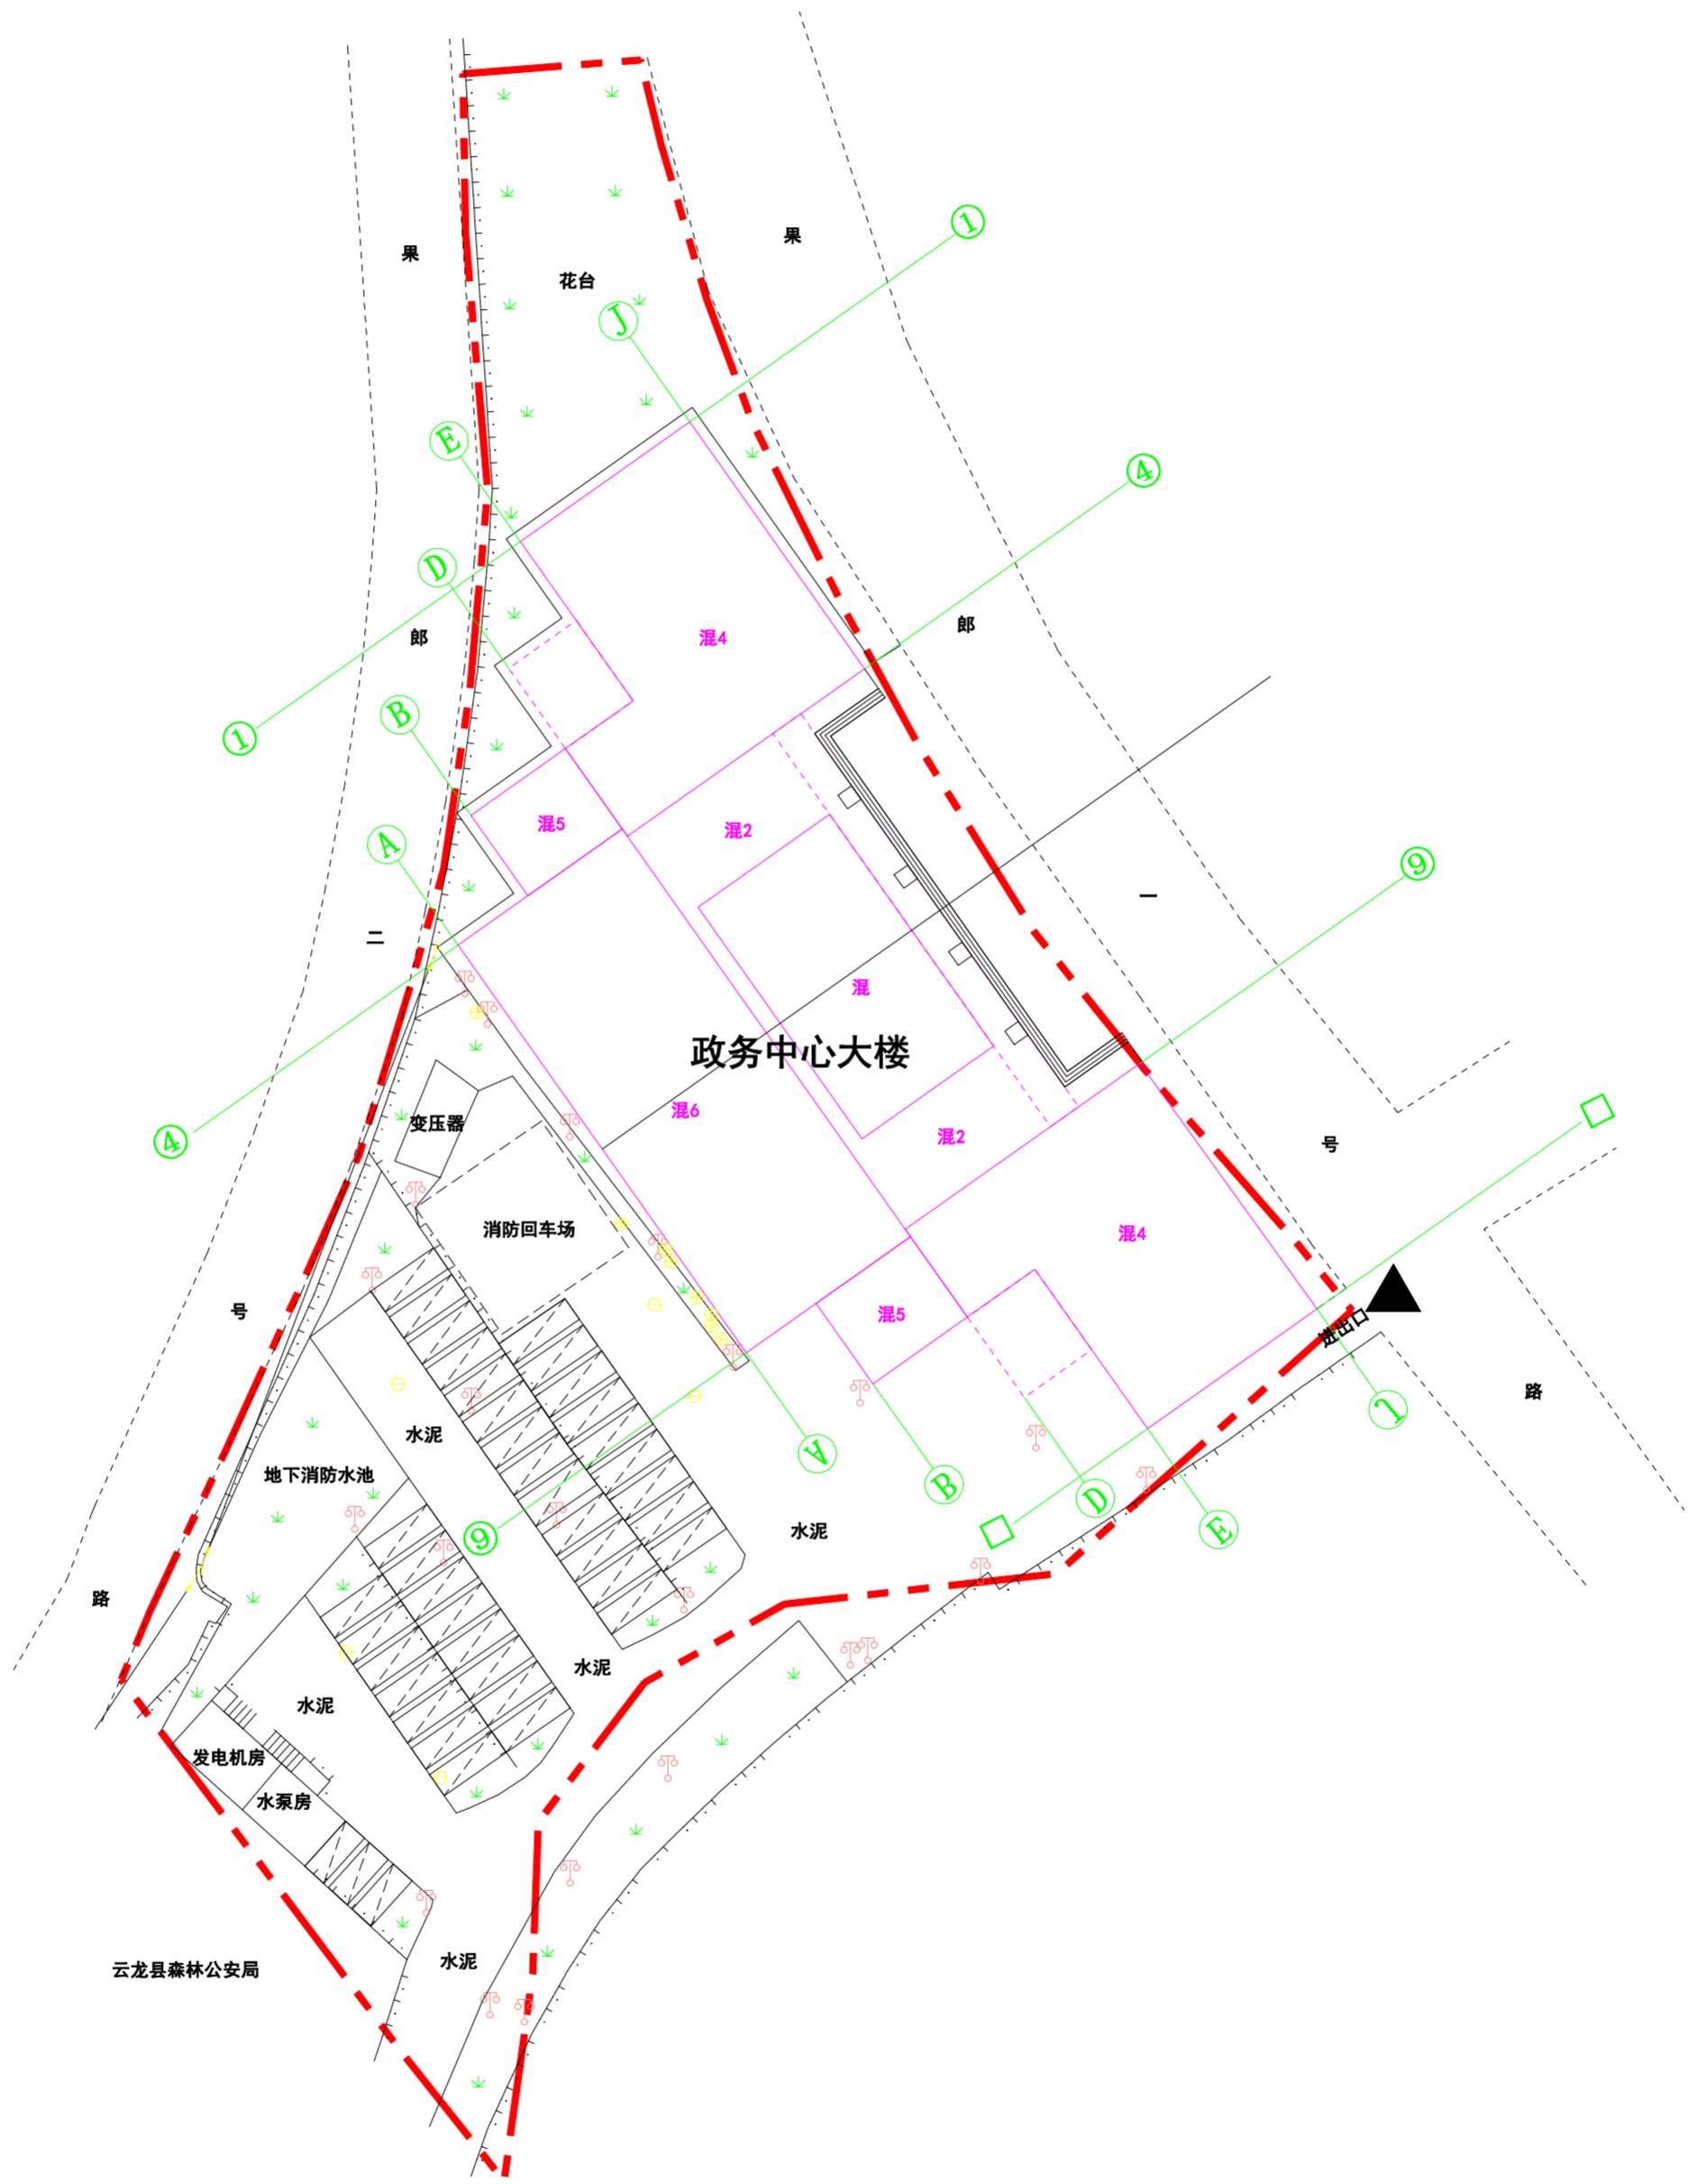 1
果
果
花台
J
E
4
D
郎
混4
郎
B
1
混5
混2
A
9
一
二
混
政务中心大楼
混6
变压器
混2
号
4
消防回车场
混4
号
混5
进出口
路
J
水泥
A
地下消防水池
B
D
E
水泥
9
路
水泥
水泥
发电机房
水泵房
水泥
云龙县森林公安局